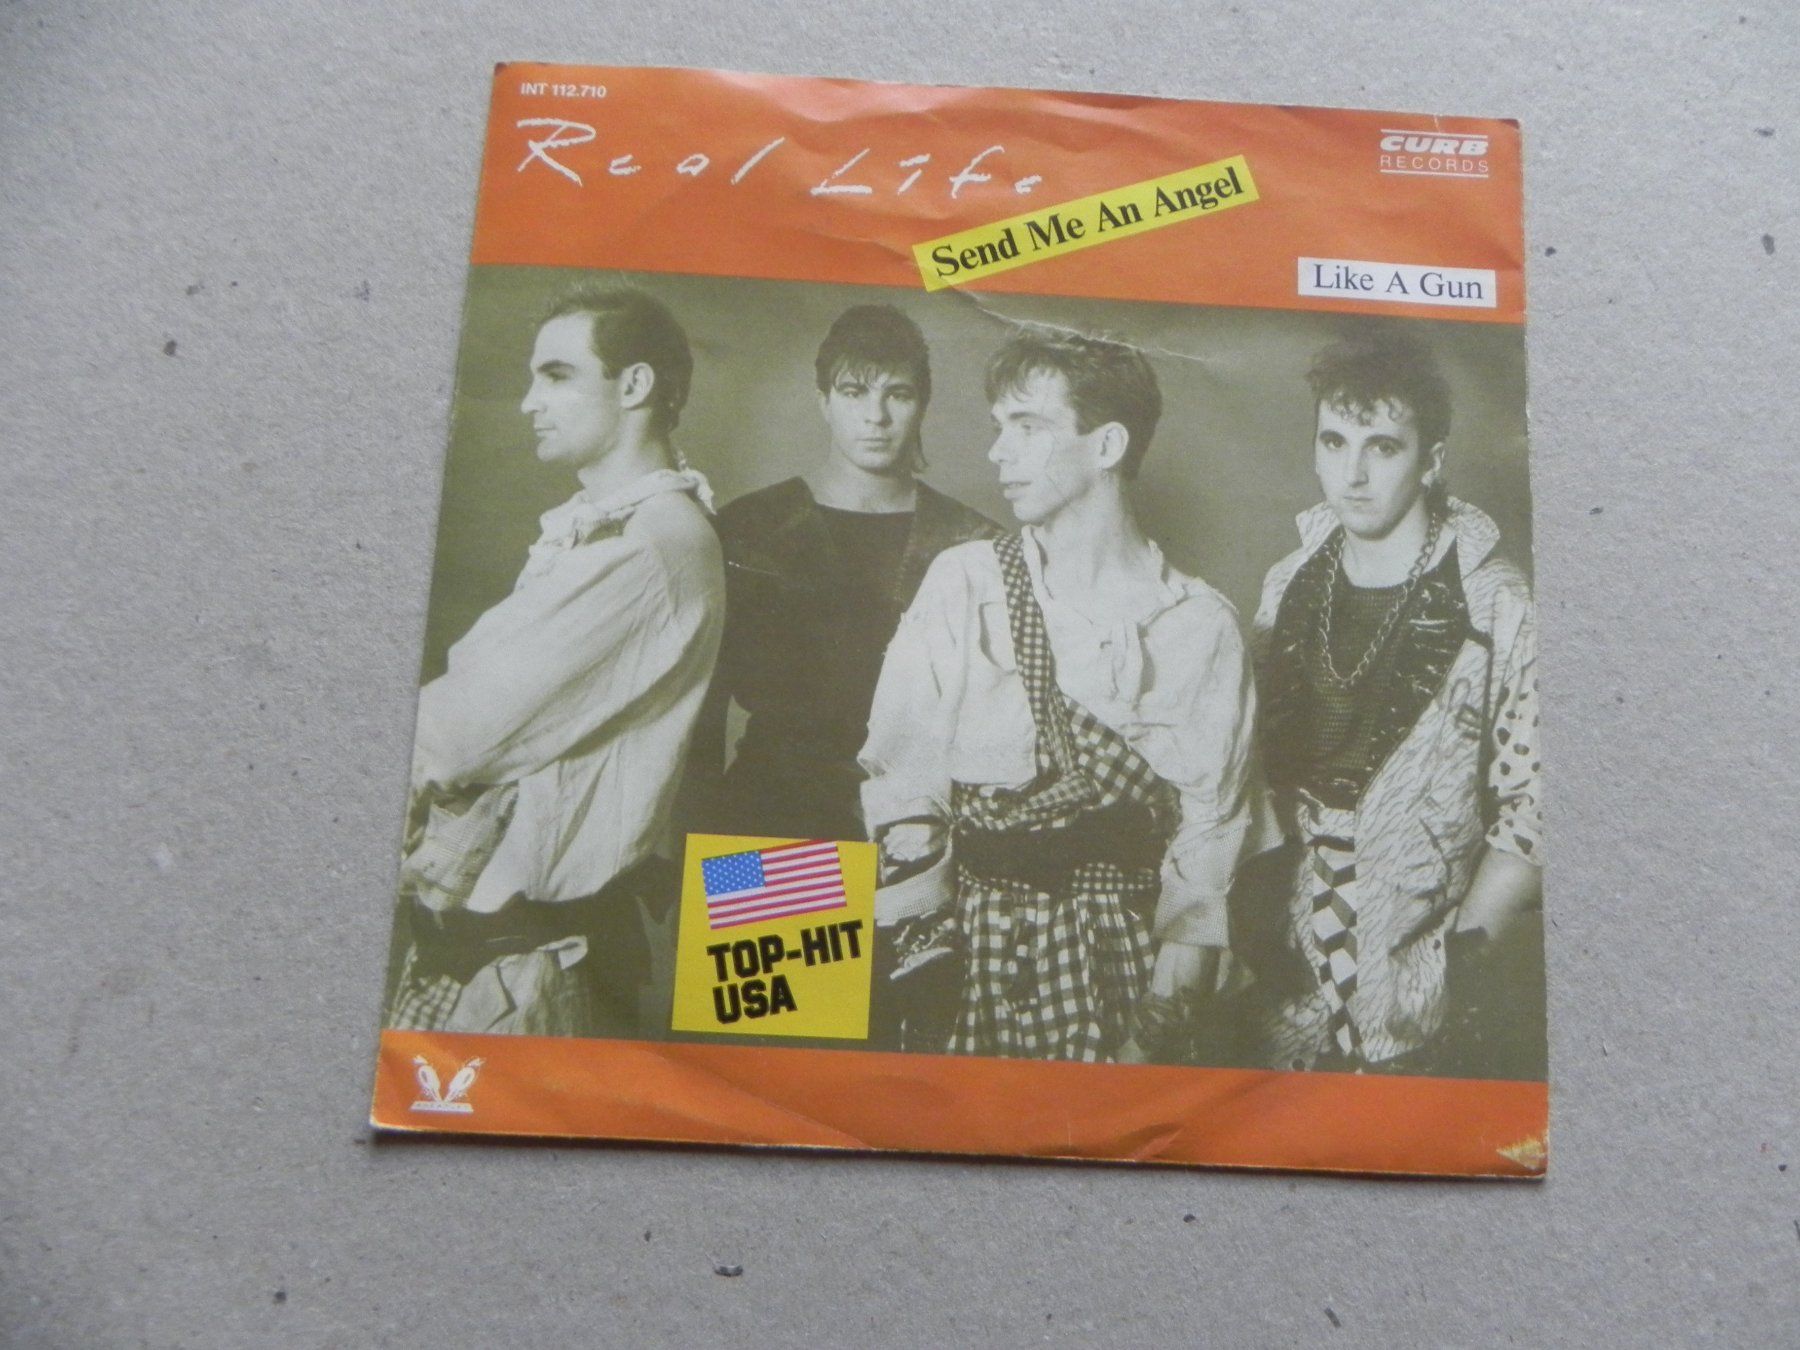 INT 112.710
Real Life
CURB
RECORDS
Send Me An Angel
Like A Gun
TOP-HIT
USA